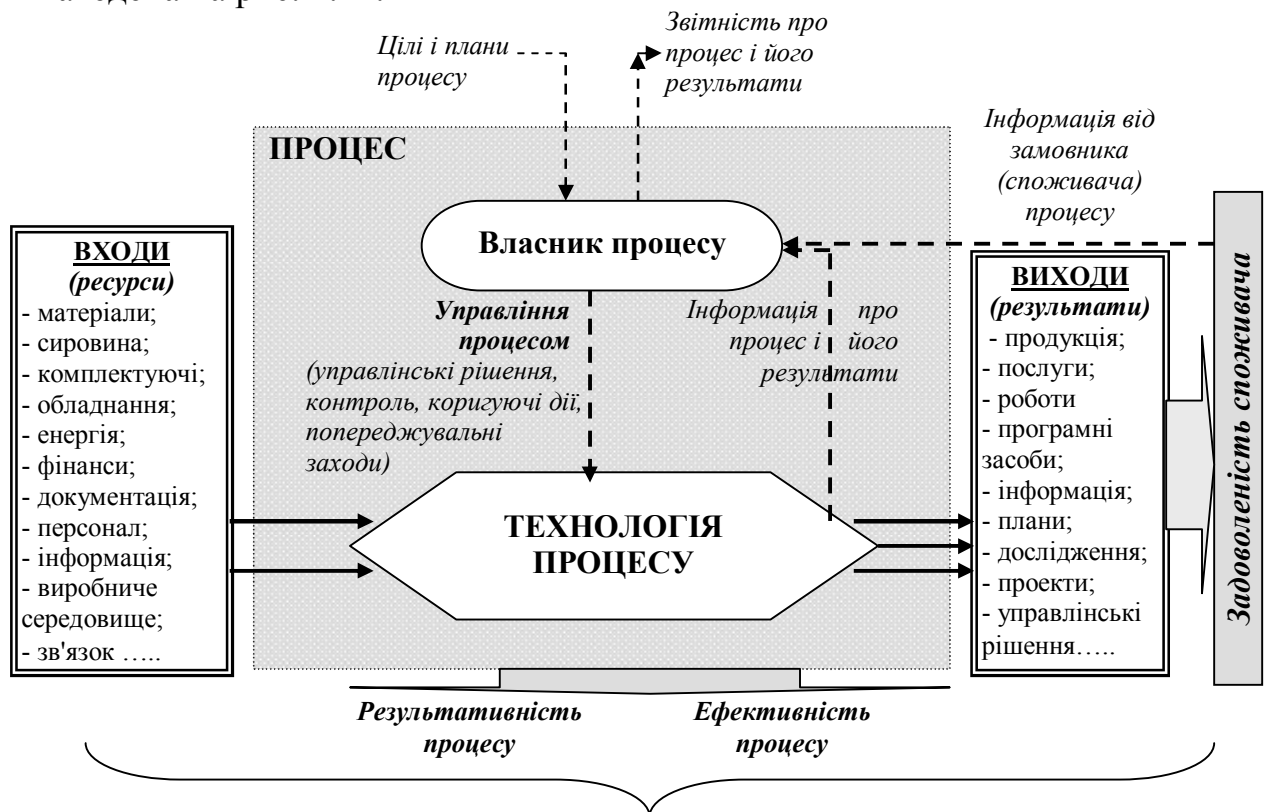 Цілі і плани
процесу
Звітність про
процес і його
результати
Інформація від
замовника
(споживача)
процесу
ПРОЦЕС
Власник процесу
ВХОДИ
(ресурси)
- матеріали;
- сировина;
- комплектуючі;
- обладнання;
- енергія;
- фінанси;
- документація;
- персонал;
- інформація;
- виробниче
середовище;
- зв'язок …..
Управління
процесом
(управлінські рішення,
контроль, коригуючі дії,
попереджувальні
заходи)
Інформація про
процес і його
результати
ТЕХНОЛОГІЯ
ПРОЦЕСУ
ВИХОДИ
(результати)
- продукція;
- послуги;
- роботи
- програмні
засоби;
- інформація;
- плани;
- дослідження;
- проекти;
- управлінські
рішення…..
Задоволеність споживача
Результативність
процесу
Ефективність
процесу